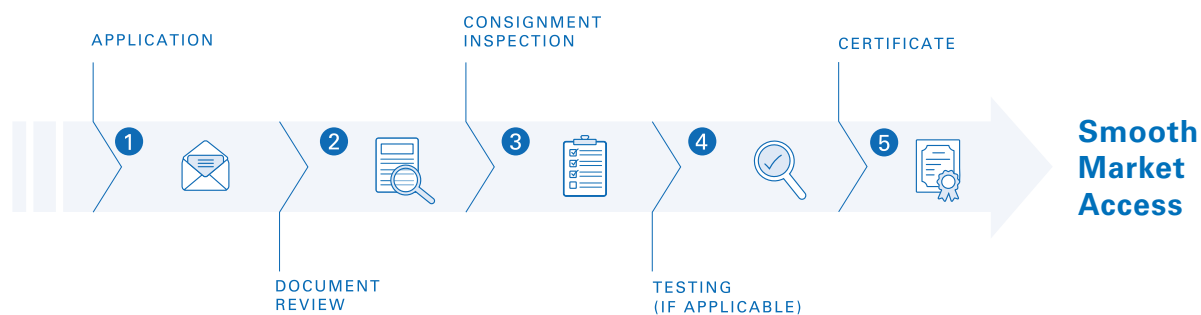 APPLICATION
1
DOCUMENT
REVIEW
2
CONSIGNMENT
INSPECTION
3
TESTING
(IF APPLICABLE)
4
CERTIFICATE
5
Smooth
Market
Access